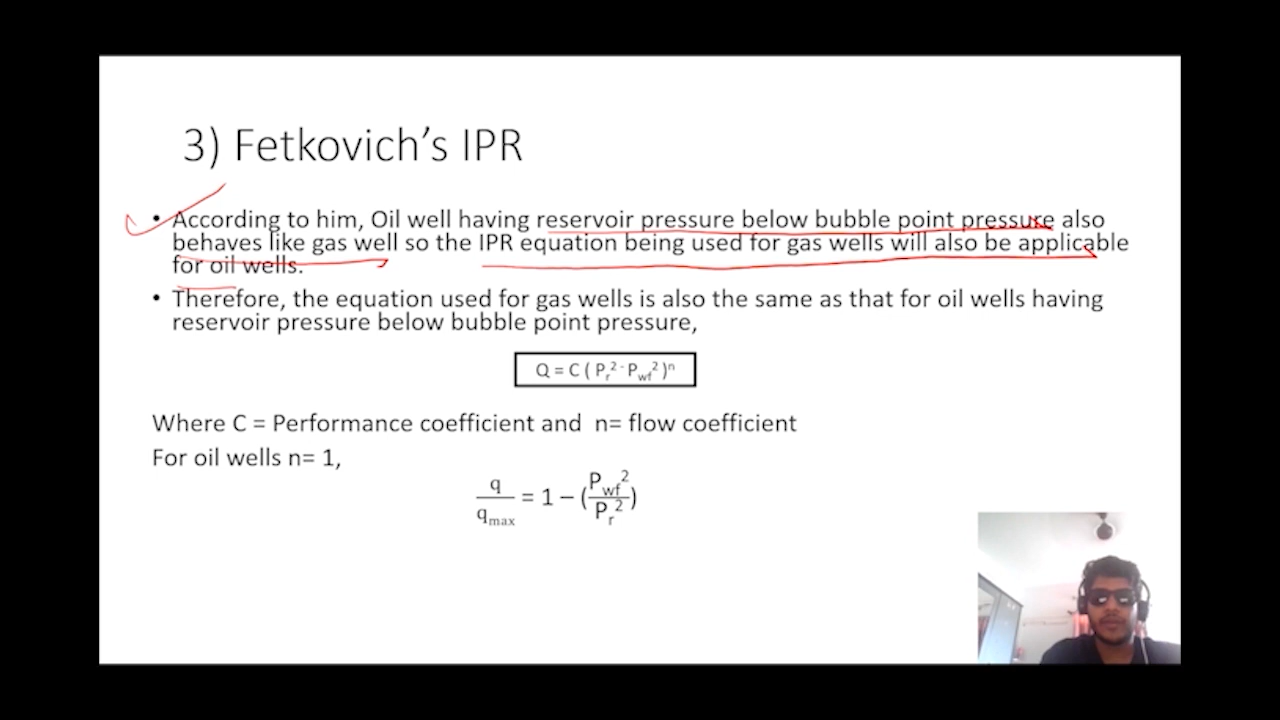 3) Fetkovich’s IPR
• According to him, Oil well having reservoir pressure below bubble point pressure also
behaves like gas well so the IPR equation being used for gas wells will also be applicable
for oil wells.
• Therefore, the equation used for gas wells is also the same as that for oil wells having
reservoir pressure below bubble point pressure,
Q = C ( Pr² - Pwf² )ⁿ
Where C = Performance coefficient and n= flow coefficient
For oil wells n= 1,
q/qmax = 1 – (Pwf²/Pr²)